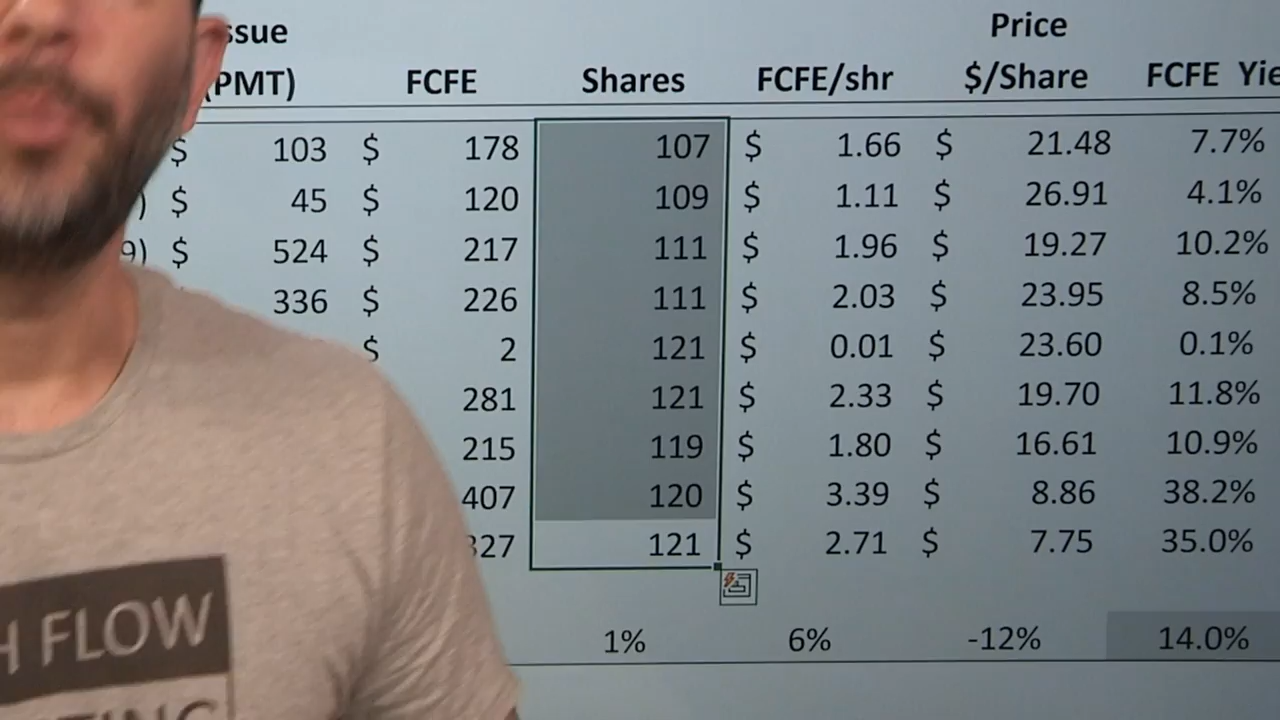 Price
(PMT) FCFE Shares FCFE/shr $/Share FCFE
$ 103 $ 178 107 $ 1.66 $ 21.48 7.7%
) $ 45 $ 120 109 $ 1.11 $ 26.91 4.1%
9) $ 524 $ 217 111 $ 1.96 $ 19.27 10.2%
336 $ 226 111 $ 2.03 $ 23.95 8.5%
$ 2 121 $ 0.01 $ 23.60 0.1%
281 121 $ 2.33 $ 19.70 11.8%
215 119 $ 1.80 $ 16.61 10.9%
407 120 $ 3.39 $ 8.86 38.2%
327 121 $ 2.71 $ 7.75 35.0%
1% 6% -12% 14.0%
H FLOW